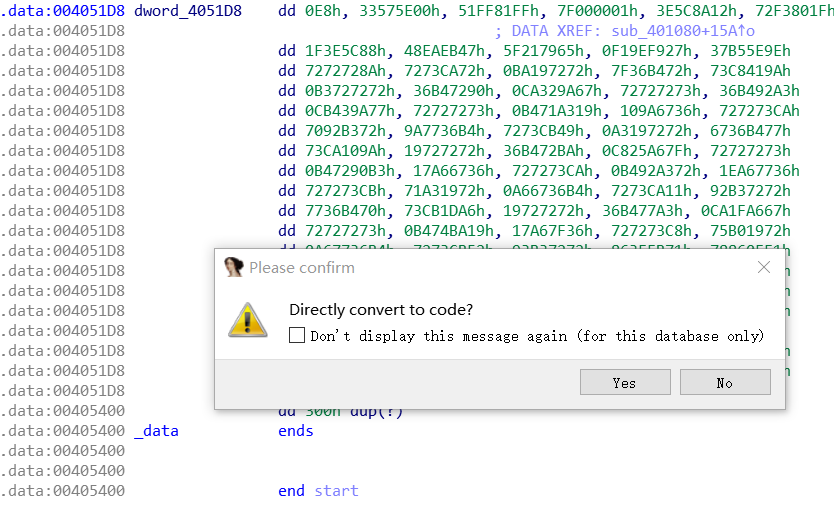 .data:004051D8 dword_4051D8 dd 0E8h, 33575E00h, 51FF81FFh, 7F000001h, 3E5C8A12h, 72F3801Fh
.data:004051D8 ; DATA XREF: sub_401080+15A↑o
.data:004051D8 dd 1F3E5C88h, 48EAEB47h, 5F217965h, 0F19EF927h, 37B55E9Eh
.data:004051D8 dd 7272728Ah, 7273CA72h, 0BA197272h, 7F36B472h, 73C8419Ah
.data:004051D8 dd 0B3727272h, 36B47290h, 0CA329A67h, 72727273h, 36B492A3h
.data:004051D8 dd 0CB439A77h, 72727273h, 0B471A319h, 109A6736h, 727273CAh
.data:004051D8 dd 7092B372h, 9A7736B4h, 7273CB49h, 0A3197272h, 6736B477h
.data:004051D8 dd 73CA109Ah, 19727272h, 36B472BAh, 0C825A67Fh, 72727273h
.data:004051D8 dd 0B47290B3h, 17A66736h, 727273CAh, 0B492A372h, 1EA67736h
.data:004051D8 dd 727273CBh, 71A31972h, 0A66736B4h, 7273CA11h, 92B37272h
.data:004051D8 dd 7736B470h, 73CB1DA6h, 19727272h, 36B477A3h, 0CA1FA667h
.data:004051D8 dd 72727273h, 0B474BA19h, 17A67F36h, 727273C8h, 75B01972h
.data:004051D8
.data:004051D8
.data:004051D8
.data:004051D8
.data:004051D8
.data:004051D8
.data:004051D8
.data:004051D8
Please confirm
Directly convert to code?
Don't display this message again (for this database only)
Yes
No
.data:00405400 dd 300h dup(?)
.data:00405400 _data ends
.data:00405400
.data:00405400
.data:00405400 end start